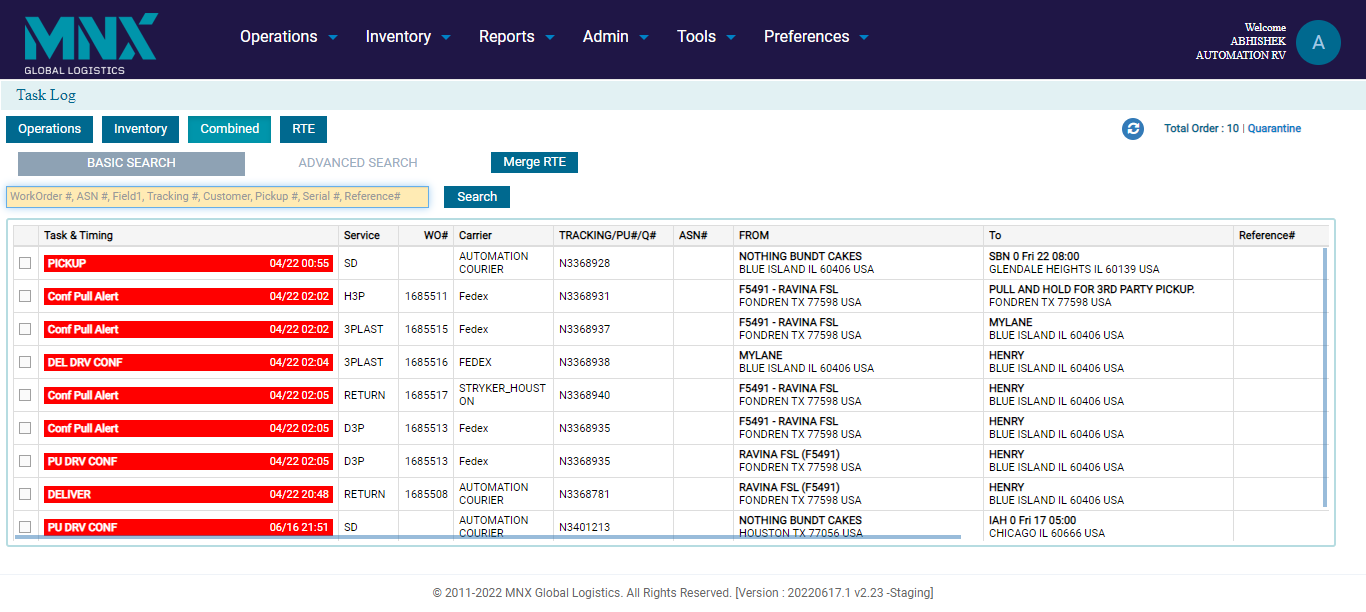 MNX
GLOBAL LOGISTICS
Operations Inventory Reports Admin Tools Preferences
Welcome
ABHISHEK
AUTOMATION RV
A
Task Log
Operations Inventory Combined RTE
Total Order : 10 | Quarantine
BASIC SEARCH ADVANCED SEARCH Merge RTE
WorkOrder #, ASN #, Field1, Tracking #, Customer, Pickup #, Serial #, Reference# Search
Task & Timing Service WO# Carrier TRACKING/PU#/Q# ASN# FROM To Reference#
PICKUP 04/22 00:55 SD AUTOMATION COURIER N3368928 NOTHING BUNDT CAKES BLUE ISLAND IL 60406 USA SBN 0 Fri 22 08:00 GLENDALE HEIGHTS IL 60139 USA
Conf Pull Alert 04/22 02:02 H3P 1685511 Fedex N3368931 F5491 - RAVINA FSL FONDREN TX 77598 USA PULL AND HOLD FOR 3RD PARTY PICKUP. FONDREN TX 77598 USA
Conf Pull Alert 04/22 02:02 3PLAST 1685515 Fedex N3368937 F5491 - RAVINA FSL FONDREN TX 77598 USA MYLANE BLUE ISLAND IL 60406 USA
DEL DRV CONF 04/22 02:04 3PLAST 1685516 FEDEX N3368938 MYLANE BLUE ISLAND IL 60406 USA HENRY BLUE ISLAND IL 60406 USA
Conf Pull Alert 04/22 02:05 RETURN 1685517 STRYKER_HOUSTON N3368940 F5491 - RAVINA FSL FONDREN TX 77598 USA HENRY BLUE ISLAND IL 60406 USA
Conf Pull Alert 04/22 02:05 D3P 1685513 Fedex N3368935 F5491 - RAVINA FSL FONDREN TX 77598 USA HENRY BLUE ISLAND IL 60406 USA
PU DRV CONF 04/22 02:05 D3P 1685513 Fedex N3368935 RAVINA FSL (F5491) FONDREN TX 77598 USA HENRY BLUE ISLAND IL 60406 USA
DELIVER 04/22 20:48 RETURN 1685508 AUTOMATION COURIER N3368781 RAVINA FSL (F5491) FONDREN TX 77598 USA HENRY BLUE ISLAND IL 60406 USA
PU DRV CONF 06/16 21:51 SD AUTOMATION COURIER N3401213 NOTHING BUNDT CAKES HOUSTON TX 77056 USA IAH 0 Fri 17 05:00 CHICAGO IL 60666 USA
© 2011-2022 MNX Global Logistics. All Rights Reserved. [Version : 20220617.1 v2.23 -Staging]